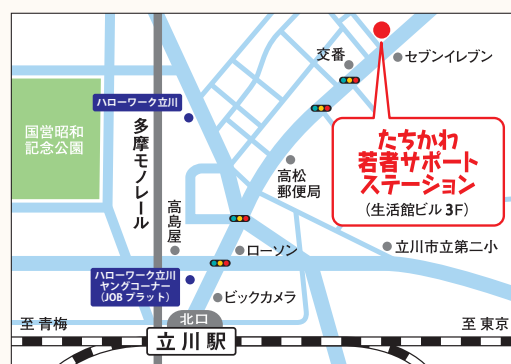 交番
セブンイレブン
ハローワーク立川
国営昭和
記念公園
多摩モノレール
たちかわ
若者サポート
ステーション
(生活館ビル 3F)
高松
郵便局
高島屋
ローソン
立川市立第二小
ハローワーク立川
ヤングコーナー
(JOBプラット)
ビックカメラ
北口
至 青梅
至 東京
立川駅